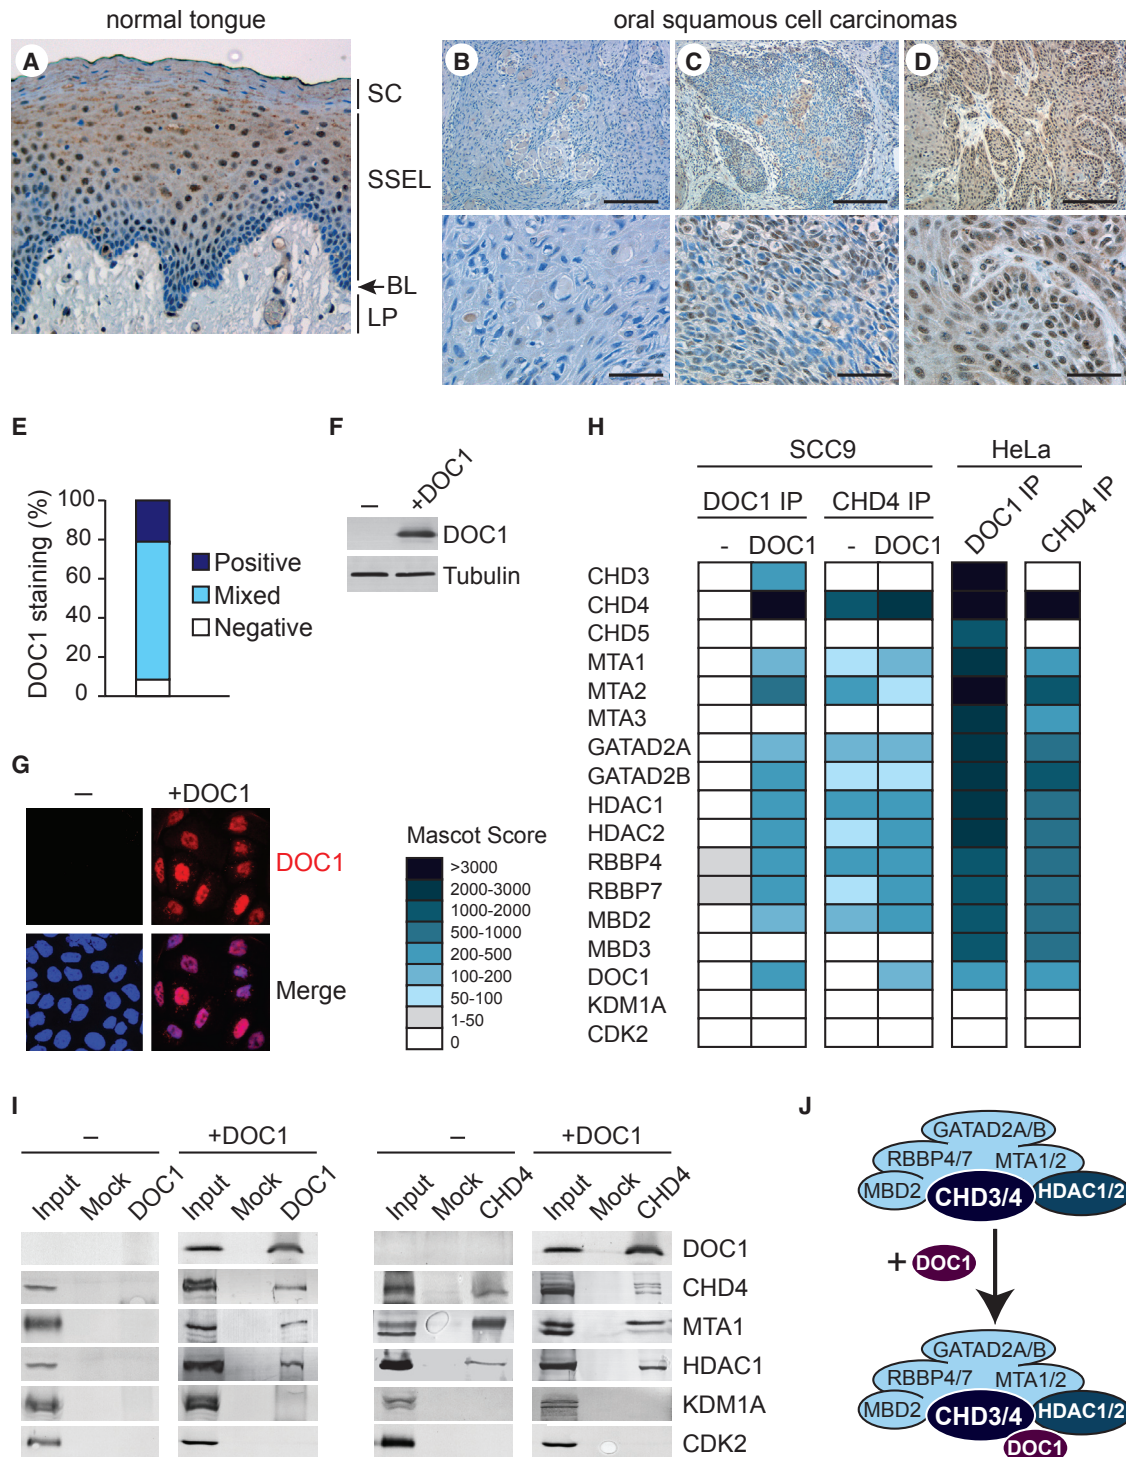 normal tongue
oral squamous cell carcinomas
A
SC
SSEL
BL
LP
B
C
D
E
DOC1 staining (%)
100
80
60
40
20
0
Positive
Mixed
Negative
F
– +DOC1
DOC1
Tubulin
G
– +DOC1
DOC1
Merge
H
SCC9 HeLa
DOC1 IP CHD4 IP DOC1 IP CHD4 IP
- DOC1 - DOC1
CHD3
CHD4
CHD5
MTA1
MTA2
MTA3
GATAD2A
GATAD2B
HDAC1
HDAC2
RBBP4
RBBP7
MBD2
MBD3
DOC1
KDM1A
CDK2
Mascot Score
>3000
2000-3000
1000-2000
500-1000
200-500
100-200
50-100
1-50
0
I
– +DOC1 – +DOC1
Input Mock DOC1 Input Mock DOC1 Input Mock CHD4 Input Mock CHD4
DOC1
CHD4
MTA1
HDAC1
KDM1A
CDK2
J
GATAD2A/B
RBBP4/7 MTA1/2
MBD2 CHD3/4 HDAC1/2
+ DOC1
GATAD2A/B
RBBP4/7 MTA1/2
MBD2 CHD3/4 HDAC1/2
DOC1